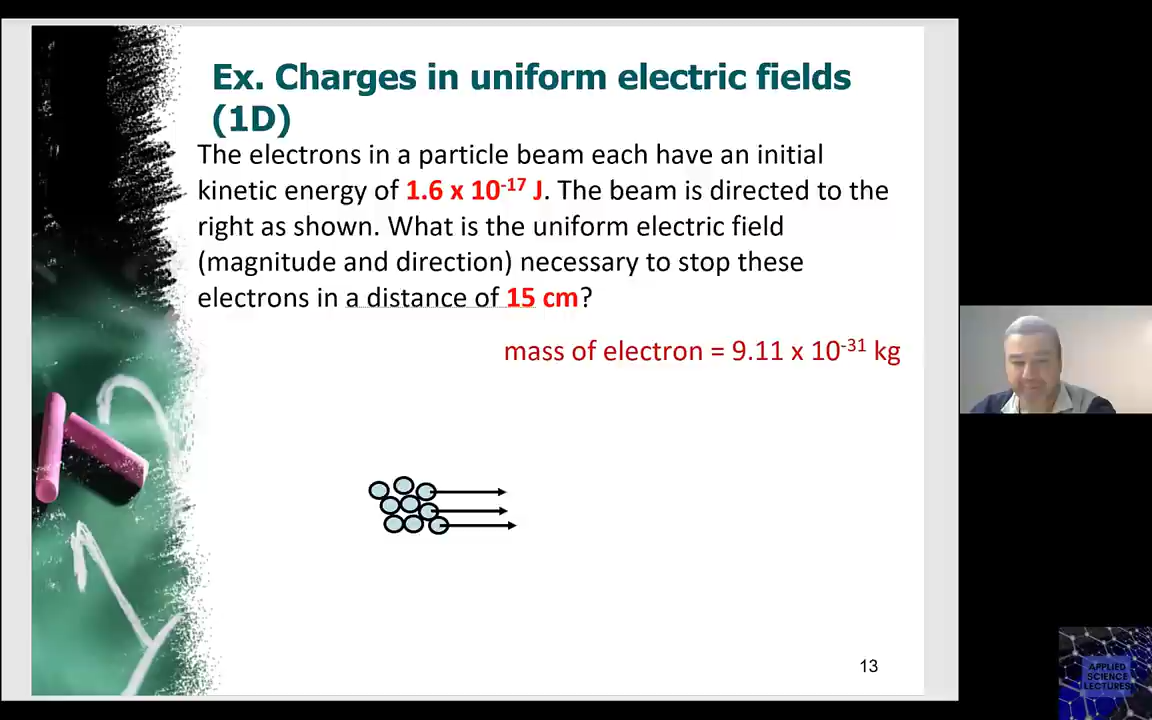 Ex. Charges in uniform electric fields
(1D)
The electrons in a particle beam each have an initial
kinetic energy of 1.6 x 10⁻¹⁷ J. The beam is directed to the
right as shown. What is the uniform electric field
(magnitude and direction) necessary to stop these
electrons in a distance of 15 cm?
mass of electron = 9.11 x 10⁻³¹ kg
13
APPLIED
SCIENCE
LECTURES